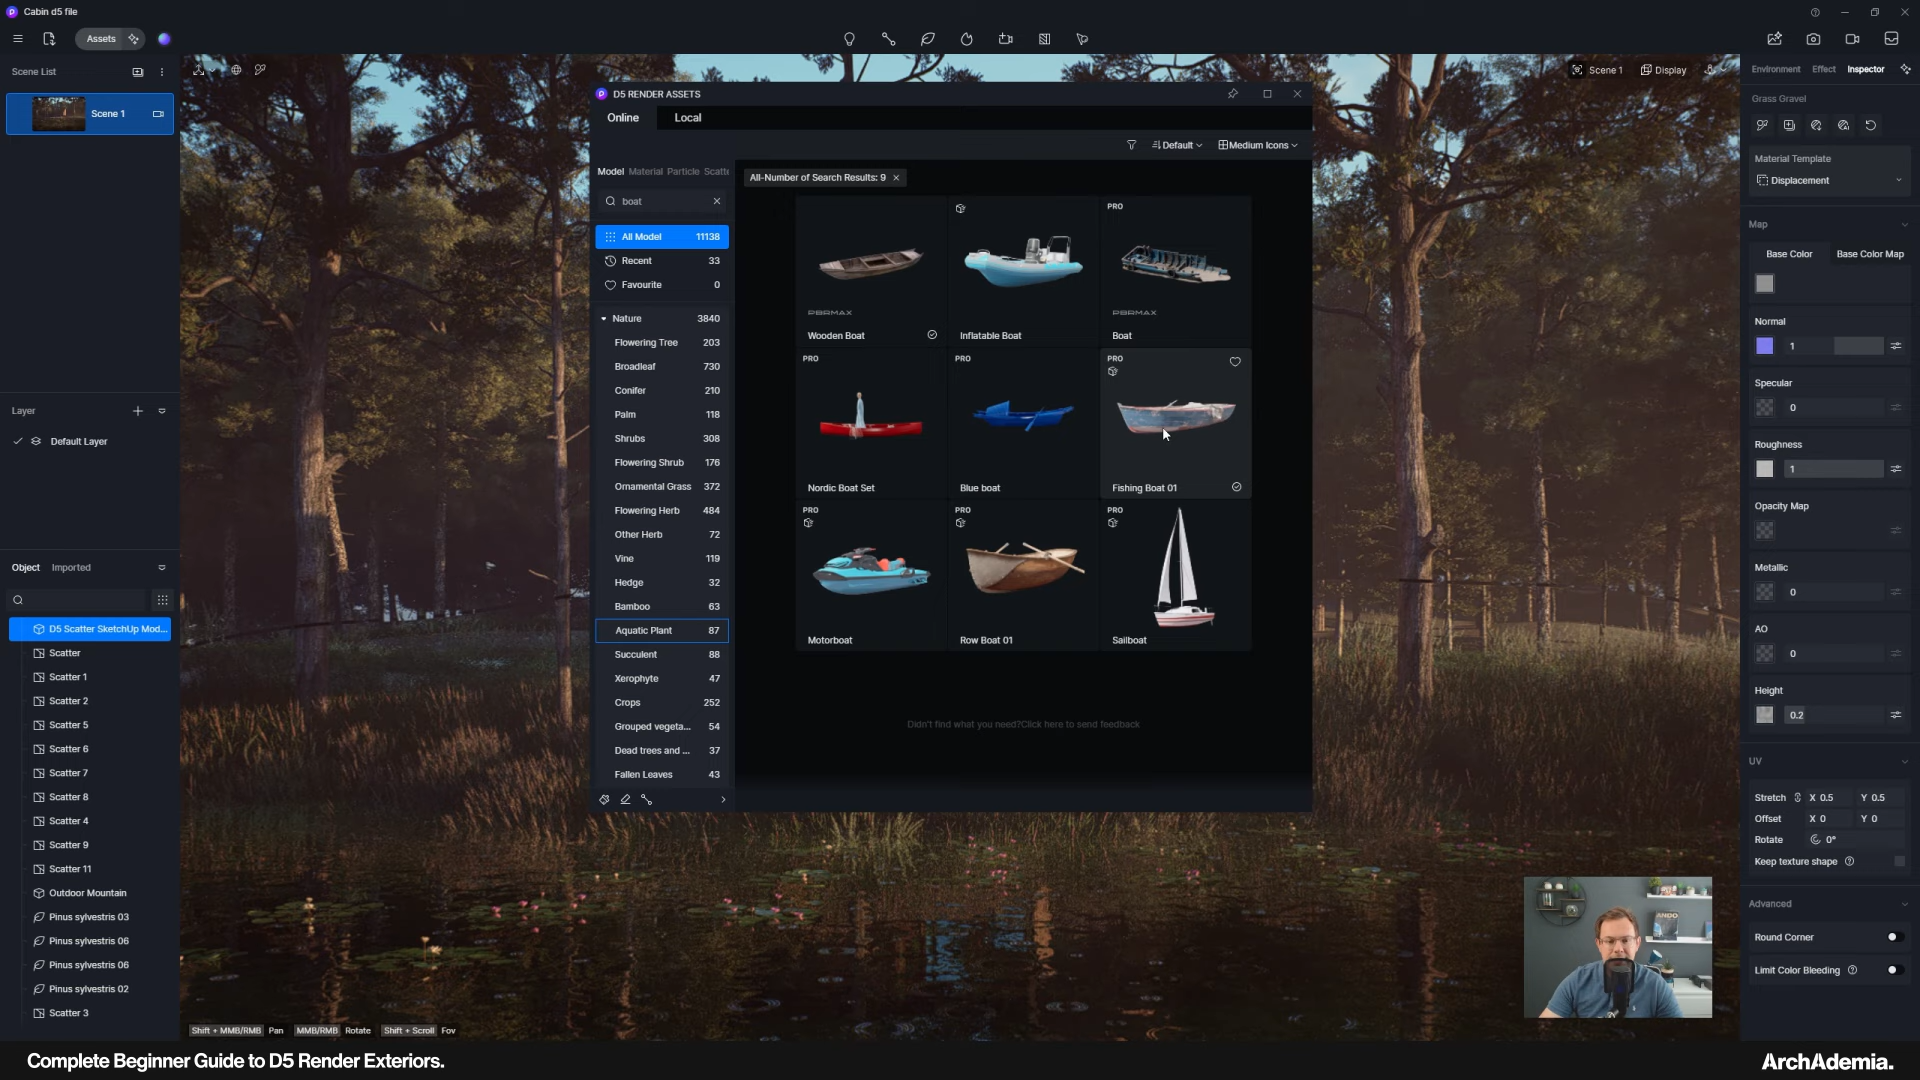 Cabin d5 file
Assets
Scene List
Scene 1
Layer
Default Layer
Object Imported
D5 Scatter SketchUp Mod...
Scatter
Scatter 1
Scatter 2
Scatter 5
Scatter 6
Scatter 7
Scatter 8
Scatter 4
Scatter 9
Scatter 11
Outdoor Mountain
Pinus sylvestris 03
Pinus sylvestris 06
Pinus sylvestris 06
Pinus sylvestris 02
Scatter 3
Scene 1 Display
D5 RENDER ASSETS
Online Local
Default Medium Icons
Model Material Particle Scatte
boat
All Model 11138
Recent 33
Favourite 0
Nature 3840
Flowering Tree 203
Broadleaf 730
Conifer 210
Palm 118
Shrubs 308
Flowering Shrub 176
Ornamental Grass 372
Flowering Herb 484
Other Herb 72
Vine 119
Hedge 32
Bamboo 63
Aquatic Plant 87
Succulent 88
Xerophyte 47
Crops 252
Grouped vegeta... 54
Dead trees and ... 37
Fallen Leaves 43
All-Number of Search Results: 9
PRO
PBRMAX PBRMAX
Wooden Boat Inflatable Boat Boat
PRO PRO PRO
Nordic Boat Set Blue boat Fishing Boat 01
PRO PRO PRO
Motorboat Row Boat 01 Sailboat
Didn't find what you need?Click here to send feedback
Environment Effect Inspector
Grass Gravel
Material Template
Displacement
Map
Base Color Base Color Map
Normal
1
Specular
0
Roughness
1
Opacity Map
Metallic
0
AO
0
Height
0.2
UV
Stretch X 0.5 Y 0.5
Offset X 0 Y 0
Rotate 0°
Keep texture shape
Advanced
Round Corner
Limit Color Bleeding
ANDO
Shift + MMB/RMB Pan MMB/RMB Rotate Shift + Scroll Fov
Complete Beginner Guide to D5 Render Exteriors.
ArchAdemia.